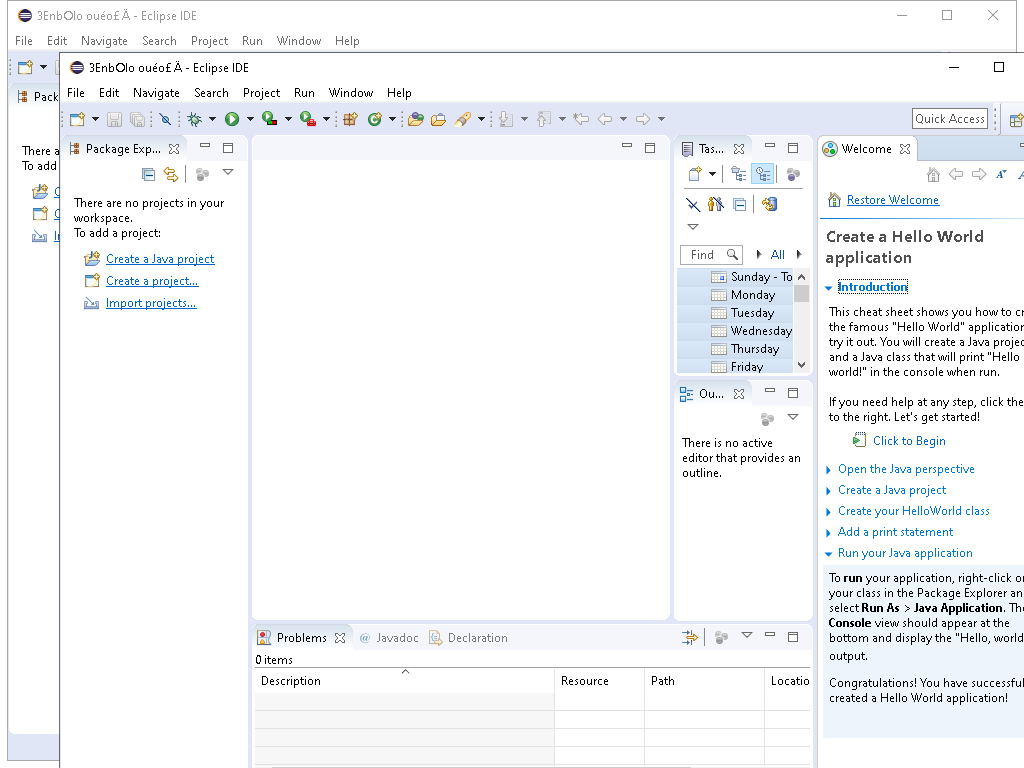 3EnbOlo ouéo£ Ä - Eclipse IDE
File Edit Navigate Search Project Run Window Help
Pack
There a
To add
3EnbOlo ouéo£ Ä - Eclipse IDE
File Edit Navigate Search Project Run Window Help
Quick Access
Package Exp...
There are no projects in your
workspace.
To add a project:
Create a Java project
Create a project...
Import projects...
Tas...
Find All
Sunday - To
Monday
Tuesday
Wednesday
Thursday
Friday
Ou...
There is no active
editor that provides an
outline.
Welcome
Restore Welcome
Create a Hello World
application
Introduction
This cheat sheet shows you how to cr
the famous "Hello World" application
try it out. You will create a Java projec
and a Java class that will print "Hello
world!" in the console when run.
If you need help at any step, click the
to the right. Let's get started!
Click to Begin
Open the Java perspective
Create a Java project
Create your HelloWorld class
Add a print statement
Run your Java application
To run your application, right-click on
your class in the Package Explorer an
select Run As > Java Application. The
Console view should appear at the
bottom and display the "Hello, world
output.
Congratulations! You have successful
created a Hello World application!
Problems Javadoc Declaration
0 items
Description Resource Path Locatio